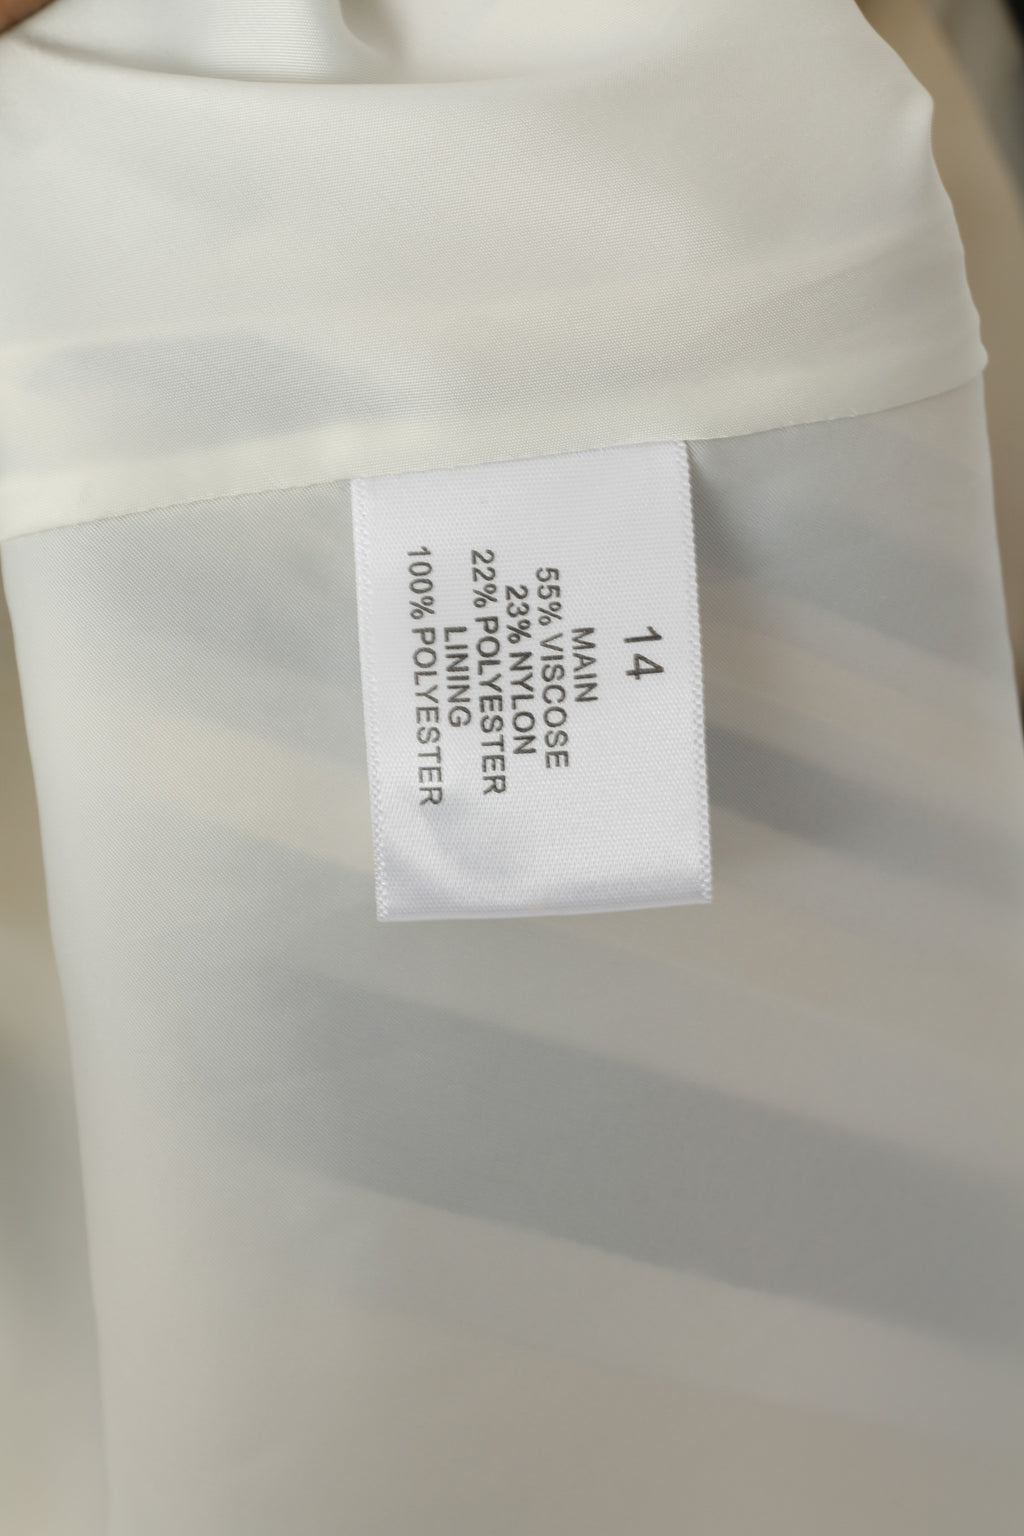 14
MAIN
55% VISCOSE
23% NYLON
22% POLYESTER
LINING
100% POLYESTER